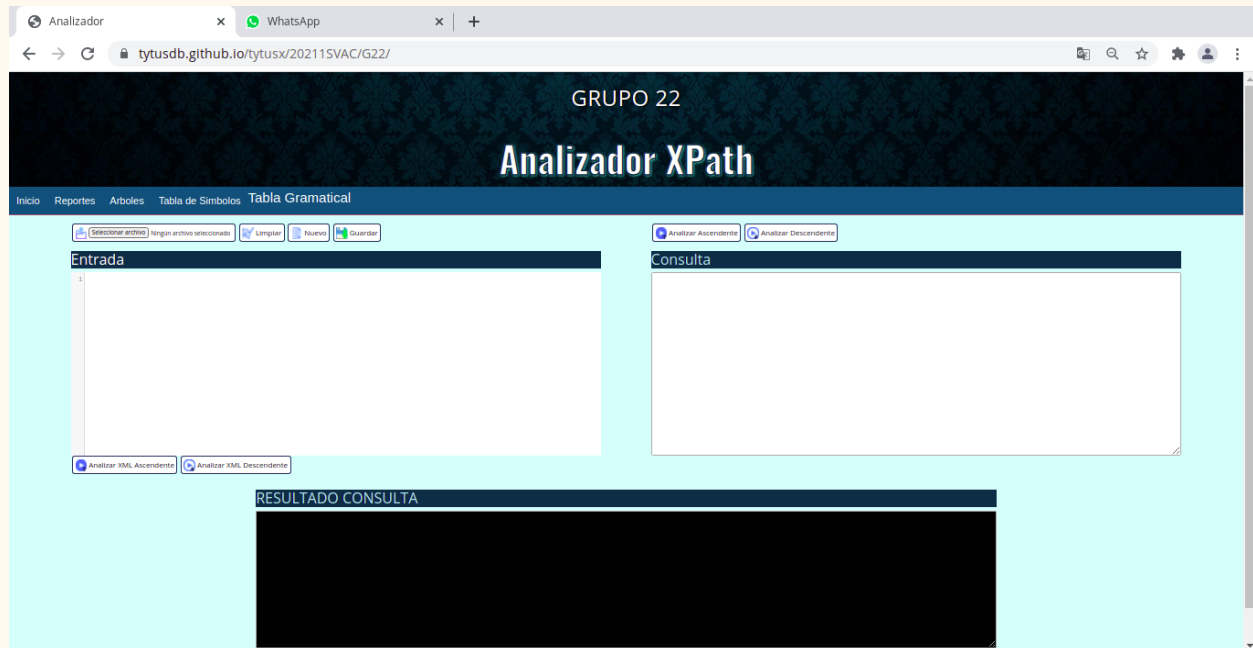 Analizador
WhatsApp
tytusdb.github.io/tytusx/20211SVAC/G22/
GRUPO 22
Analizador XPath
Inicio Reportes Arboles Tabla de Simbolos Tabla Gramatical
Seleccionar archivo Ningún archivo seleccionado Limpiar Nuevo Guardar
Analizar Ascendente Analizar Descendente
Entrada
Consulta
1
Analizar XML Ascendente Analizar XML Descendente
RESULTADO CONSULTA